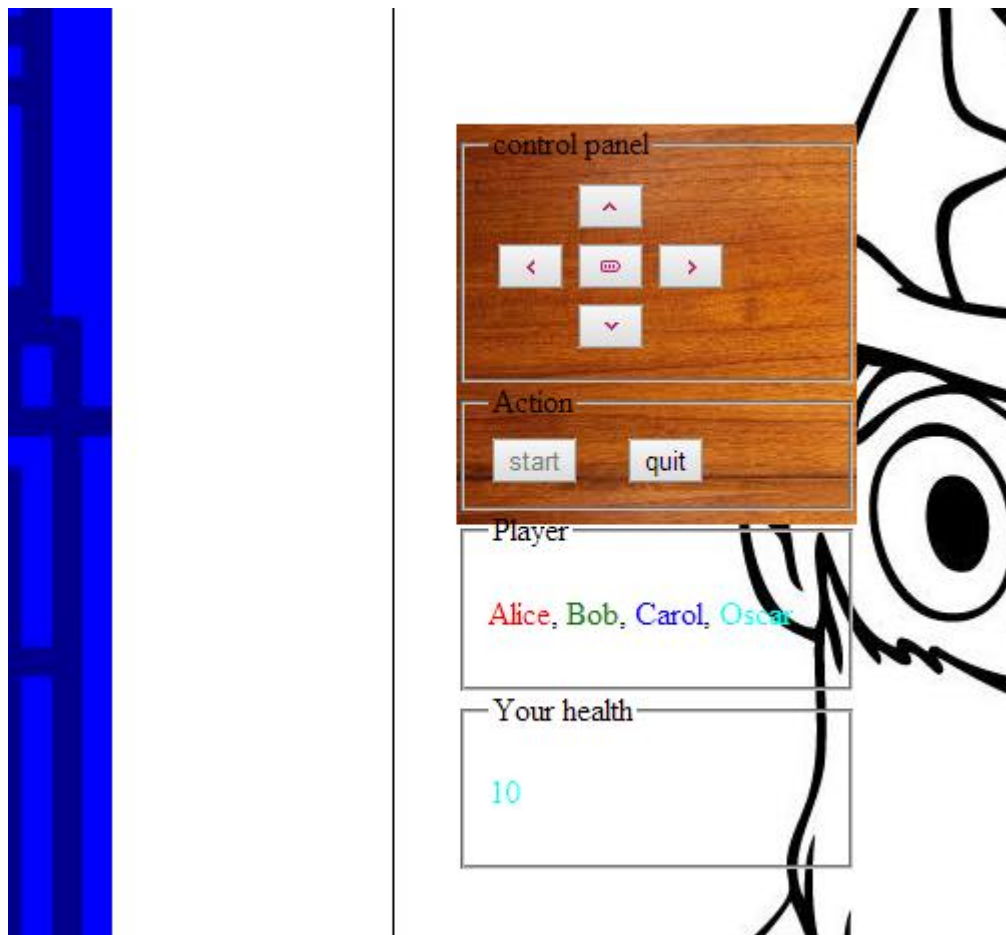 control panel
Action
start quit
Player
Alice, Bob, Carol, Oscar
Your health
10